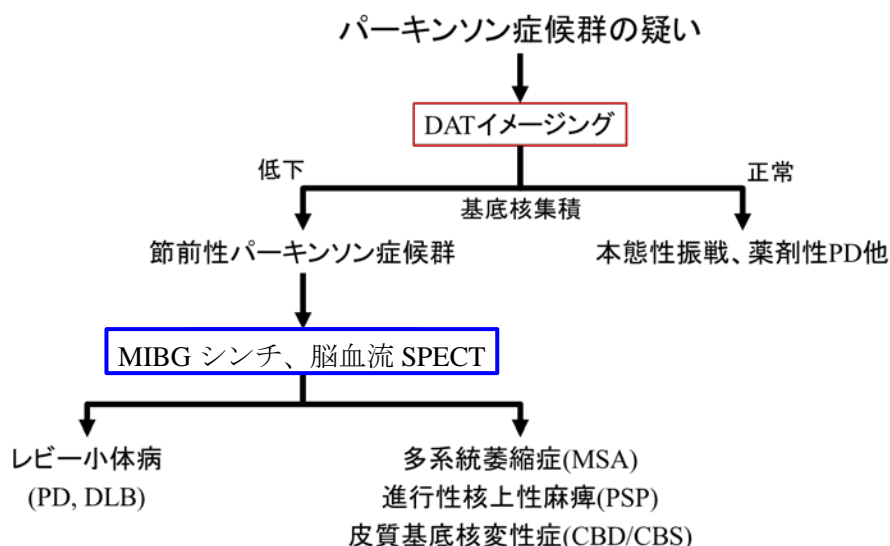 パーキンソン症候群の疑い
DATイメージング
低下
正常
基底核集積
節前性パーキンソン症候群
本態性振戦、薬剤性PD他
MIBG シンチ、脳血流 SPECT
レビー小体病
(PD, DLB)
多系統萎縮症(MSA)
進行性核上性麻痺(PSP)
皮質基底核変性症(CBD/CBS)